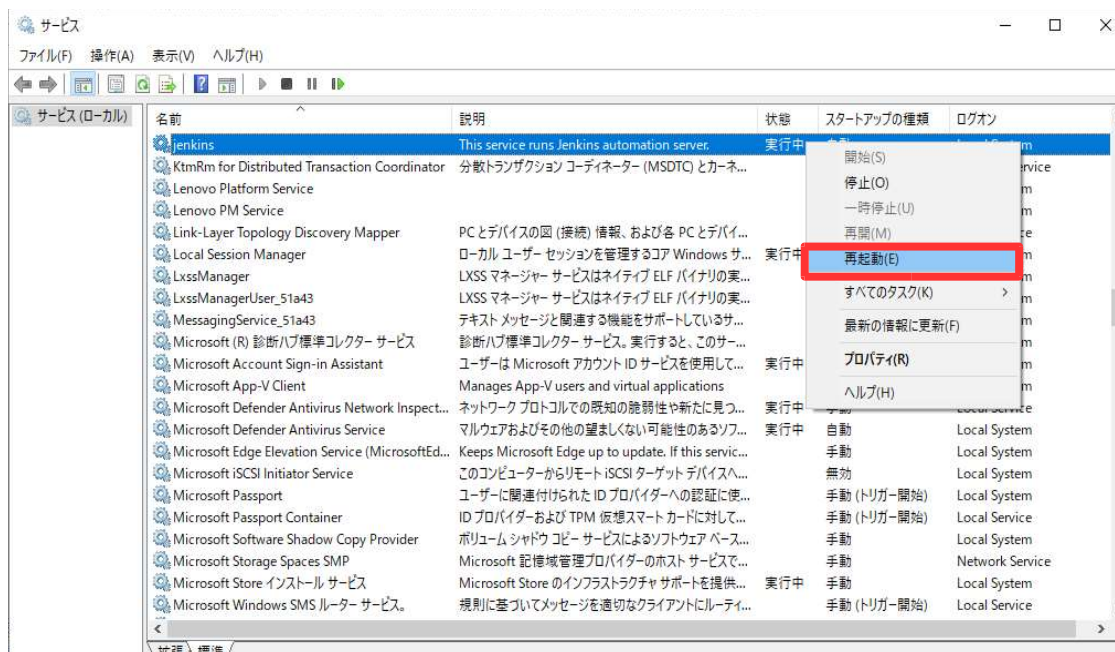 サービス
ファイル(F) 操作(A) 表示(V) ヘルプ(H)
サービス (ローカル)
名前 説明 状態 スタートアップの種類 ログオン
jenkins This service runs Jenkins automation server. 実行中
KtmRm for Distributed Transaction Coordinator 分散トランザクション コーディネーター (MSDTC) とカーネ...
Lenovo Platform Service
Lenovo PM Service
Link-Layer Topology Discovery Mapper PC とデバイスの図 (接続) 情報、および各 PC とデバイ...
Local Session Manager ローカル ユーザー セッションを管理するコア Windows サ... 実行中
LxssManager LXSS マネージャー サービスはネイティブ ELF バイナリの実...
LxssManagerUser_51a43 LXSS マネージャー サービスはネイティブ ELF バイナリの実...
MessagingService_51a43 テキスト メッセージと関連する機能をサポートしているサ...
Microsoft (R) 診断ハブ標準コレクター サービス 診断ハブ標準コレクター サービス。実行すると、このサー...
Microsoft Account Sign-in Assistant ユーザーは Microsoft アカウント ID サービスを使用して... 実行中
Microsoft App-V Client Manages App-V users and virtual applications
Microsoft Defender Antivirus Network Inspect... ネットワーク プロトコルでの既知の脆弱性や新たに見つ... 実行中 手動 Local Service
Microsoft Defender Antivirus Service マルウェアおよびその他の望ましくない可能性のあるソフ... 実行中 自動 Local System
Microsoft Edge Elevation Service (MicrosoftEd... Keeps Microsoft Edge up to update. If this servic... 手動 Local System
Microsoft iSCSI Initiator Service このコンピューターからリモート iSCSI ターゲット デバイスへ... 無効 Local System
Microsoft Passport ユーザーに関連付けられた ID プロバイダーへの認証に使... 手動 (トリガー開始) Local System
Microsoft Passport Container ID プロバイダーおよび TPM 仮想スマート カードに対して... 手動 (トリガー開始) Local Service
Microsoft Software Shadow Copy Provider ボリューム シャドウ コピー サービスによるソフトウェア ベース... 手動 Local System
Microsoft Storage Spaces SMP Microsoft 記憶域管理プロバイダーのホスト サービスで... 手動 Network Service
Microsoft Store インストール サービス Microsoft Store のインフラストラクチャ サポートを提供... 実行中 手動 Local System
Microsoft Windows SMS ルーター サービス。 規則に基づいてメッセージを適切なクライアントにルーティ... 手動 (トリガー開始) Local Service
開始(S)
停止(O)
一時停止(U)
再開(M)
再起動(E)
すべてのタスク(K)
最新の情報に更新(F)
プロパティ(R)
ヘルプ(H)
拡張 標準